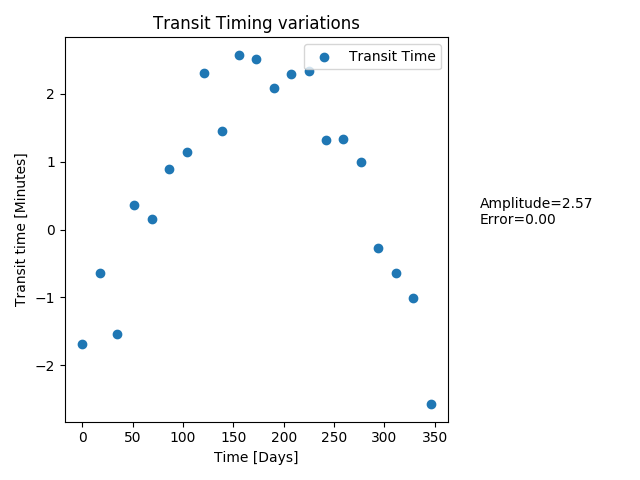 Transit Timing variations
Transit Time
Transit time [Minutes]
2
1
0
−1
−2
Amplitude=2.57
Error=0.00
0 50 100 150 200 250 300 350
Time [Days]